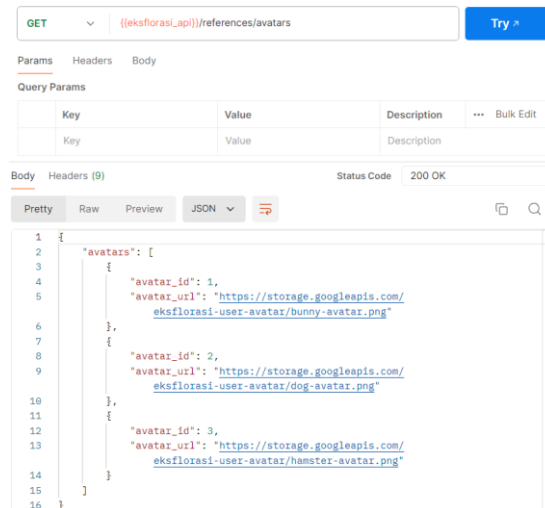 GET {{eksflorasi_api}}/references/avatars Try ↗
Params Headers Body
Query Params
Key Value Description ••• Bulk Edit
Key Value Description
Body Headers (9) Status Code 200 OK
Pretty Raw Preview JSON
1 {
2 "avatars": [
3 {
4 "avatar_id": 1,
5 "avatar_url": "https://storage.googleapis.com/
eksflorasi-user-avatar/bunny-avatar.png"
6 },
7 {
8 "avatar_id": 2,
9 "avatar_url": "https://storage.googleapis.com/
eksflorasi-user-avatar/dog-avatar.png"
10 },
11 {
12 "avatar_id": 3,
13 "avatar_url": "https://storage.googleapis.com/
eksflorasi-user-avatar/hamster-avatar.png"
14 }
15 ]
16 }